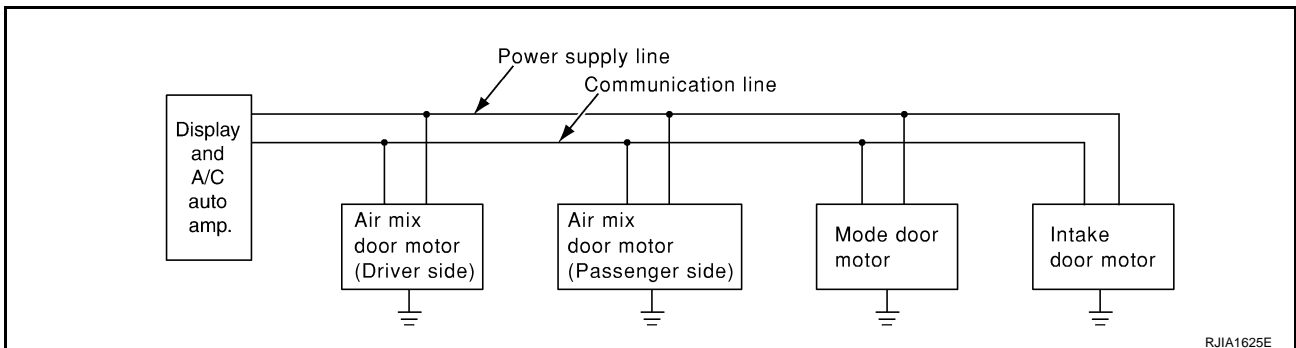 Power supply line
Communication line
Display
and
A/C
auto
amp.
Air mix
door motor
(Driver side)
Air mix
door motor
(Passenger side)
Mode door
motor
Intake
door motor
RJIA1625E